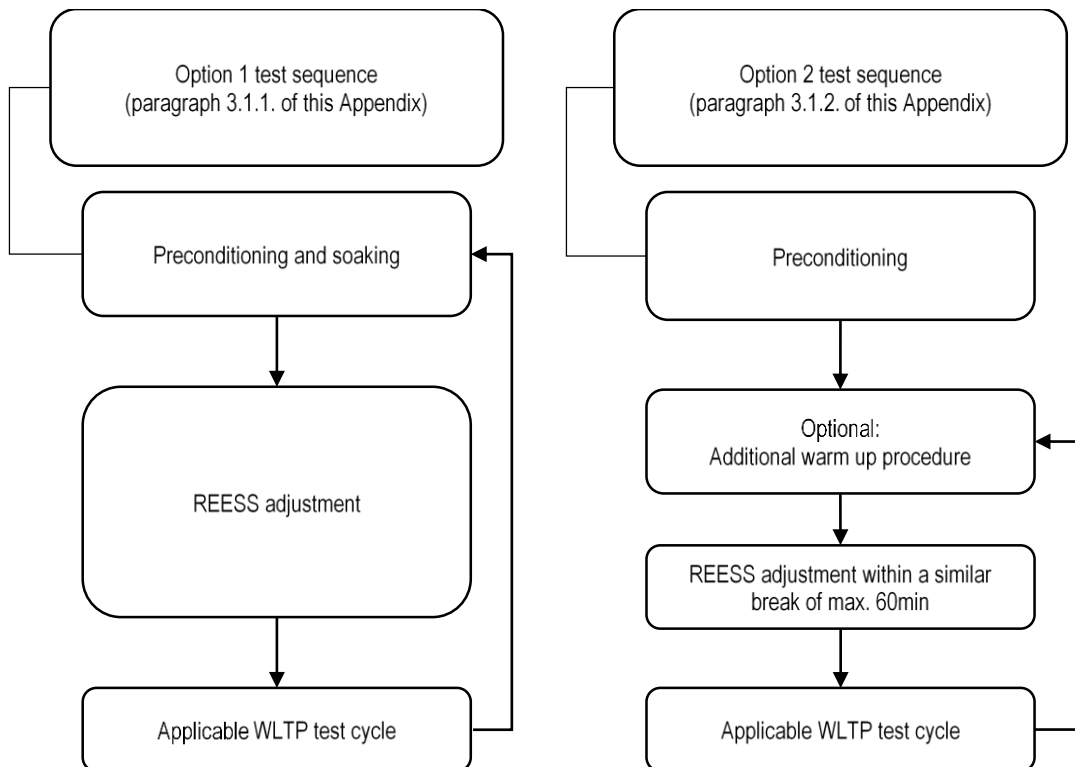 Option 1 test sequence
(paragraph 3.1.1. of this Appendix)
Preconditioning and soaking
REESS adjustment
Applicable WLTP test cycle
Option 2 test sequence
(paragraph 3.1.2. of this Appendix)
Preconditioning
Optional:
Additional warm up procedure
REESS adjustment within a similar
break of max. 60min
Applicable WLTP test cycle